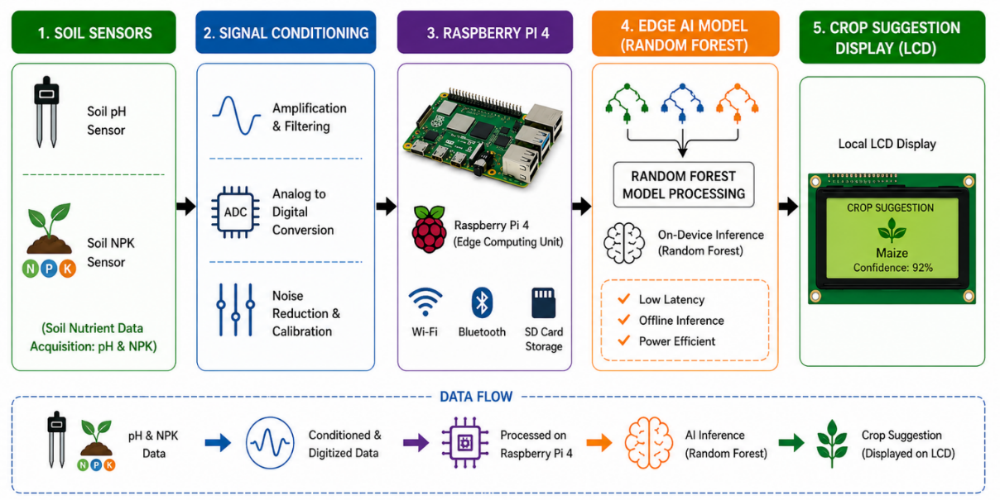 1. SOIL SENSORS
Soil pH
Sensor
Soil NPK
Sensor
N P K
(Soil Nutrient Data
Acquisition: pH & NPK)
2. SIGNAL CONDITIONING
Amplification
& Filtering
ADC
Analog to
Digital
Conversion
Noise
Reduction &
Calibration
3. RASPBERRY PI 4
Raspberry Pi 4
(Edge Computing Unit)
Wi-Fi
Bluetooth
SD Card
Storage
4. EDGE AI MODEL
(RANDOM FOREST)
RANDOM FOREST
MODEL PROCESSING
On-Device Inference
(Random Forest)
Low Latency
Offline Inference
Power Efficient
5. CROP SUGGESTION
DISPLAY (LCD)
Local LCD Display
CROP SUGGESTION
Maize
Confidence: 92%
DATA FLOW
N P K
pH & NPK
Data
Conditioned &
Digitized Data
Processed on
Raspberry Pi 4
AI Inference
(Random Forest)
Crop Suggestion
(Displayed on LCD)